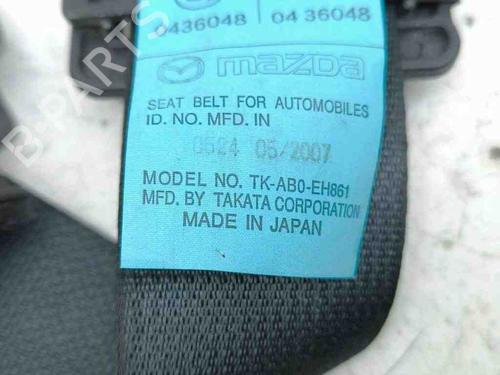 0436048 04 36048
mazda
SEAT BELT FOR AUTOMOBILES
ID. NO. MFD. IN
0524 05/2007
MODEL NO. TK-AB0-EH861
MFD. BY TAKATA CORPORATION
MADE IN JAPAN
B-PARTS